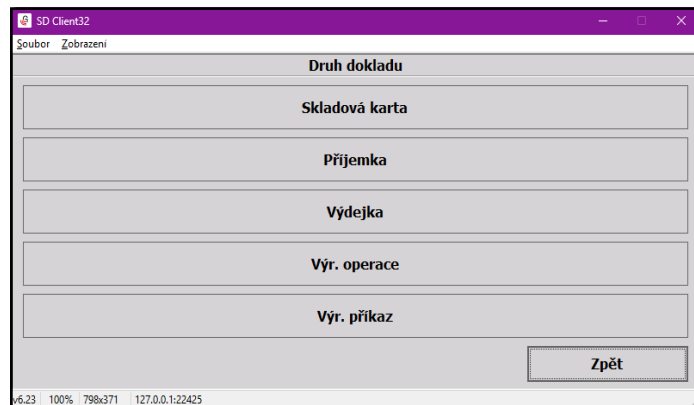 SD Client32
Soubor Zobrazení
Druh dokladu
Skladová karta
Příjemka
Výdejka
Výr. operace
Výr. příkaz
Zpět
v6.23 100% 798x371 127.0.0.1:22425